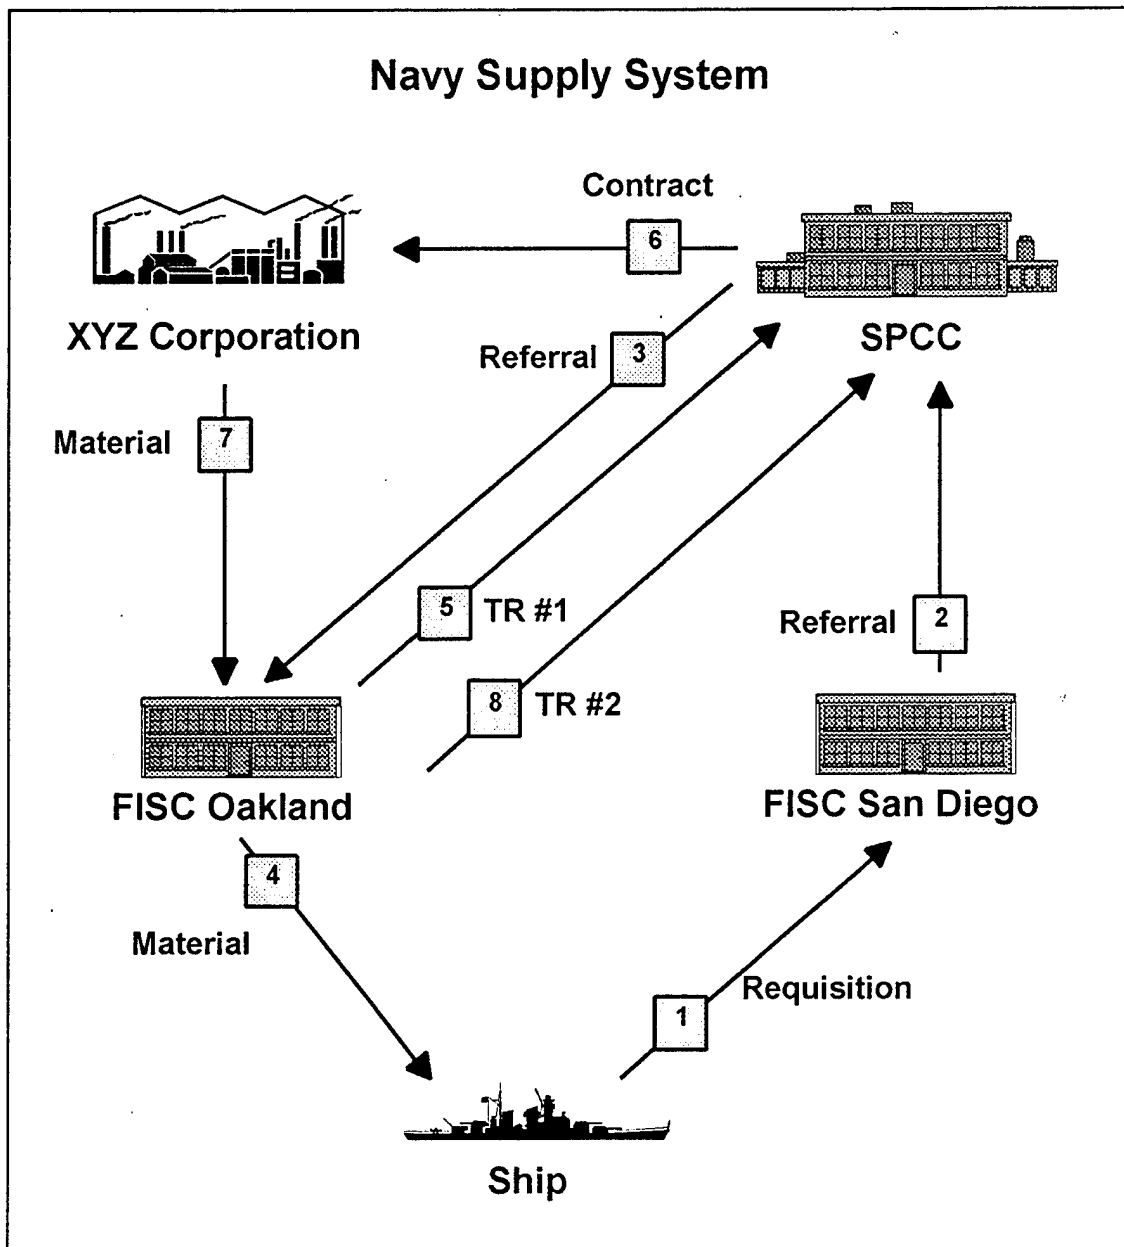 Navy Supply System
Contract
6
XYZ Corporation
SPCC
Referral
3
Material
7
5
TR #1
Referral
2
8
TR #2
FISC Oakland
FISC San Diego
4
Material
Requisition
1
Ship